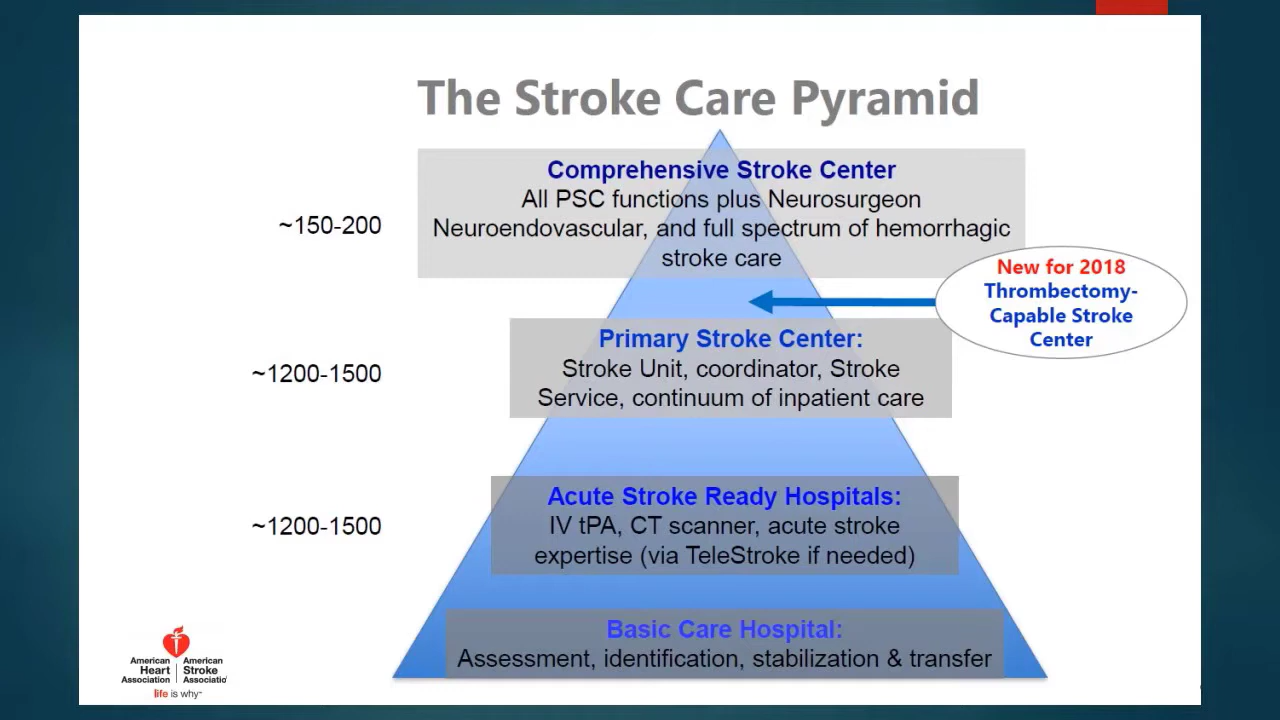 The Stroke Care Pyramid
Comprehensive Stroke Center
All PSC functions plus Neurosurgeon
Neuroendovascular, and full spectrum of hemorrhagic
stroke care
~150-200
New for 2018
Thrombectomy-
Capable Stroke
Center
Primary Stroke Center:
Stroke Unit, coordinator, Stroke
Service, continuum of inpatient care
~1200-1500
Acute Stroke Ready Hospitals:
IV tPA, CT scanner, acute stroke
expertise (via TeleStroke if needed)
~1200-1500
Basic Care Hospital:
Assessment, identification, stabilization & transfer
American
Heart
Association
American
Stroke
Associatio
life is why™